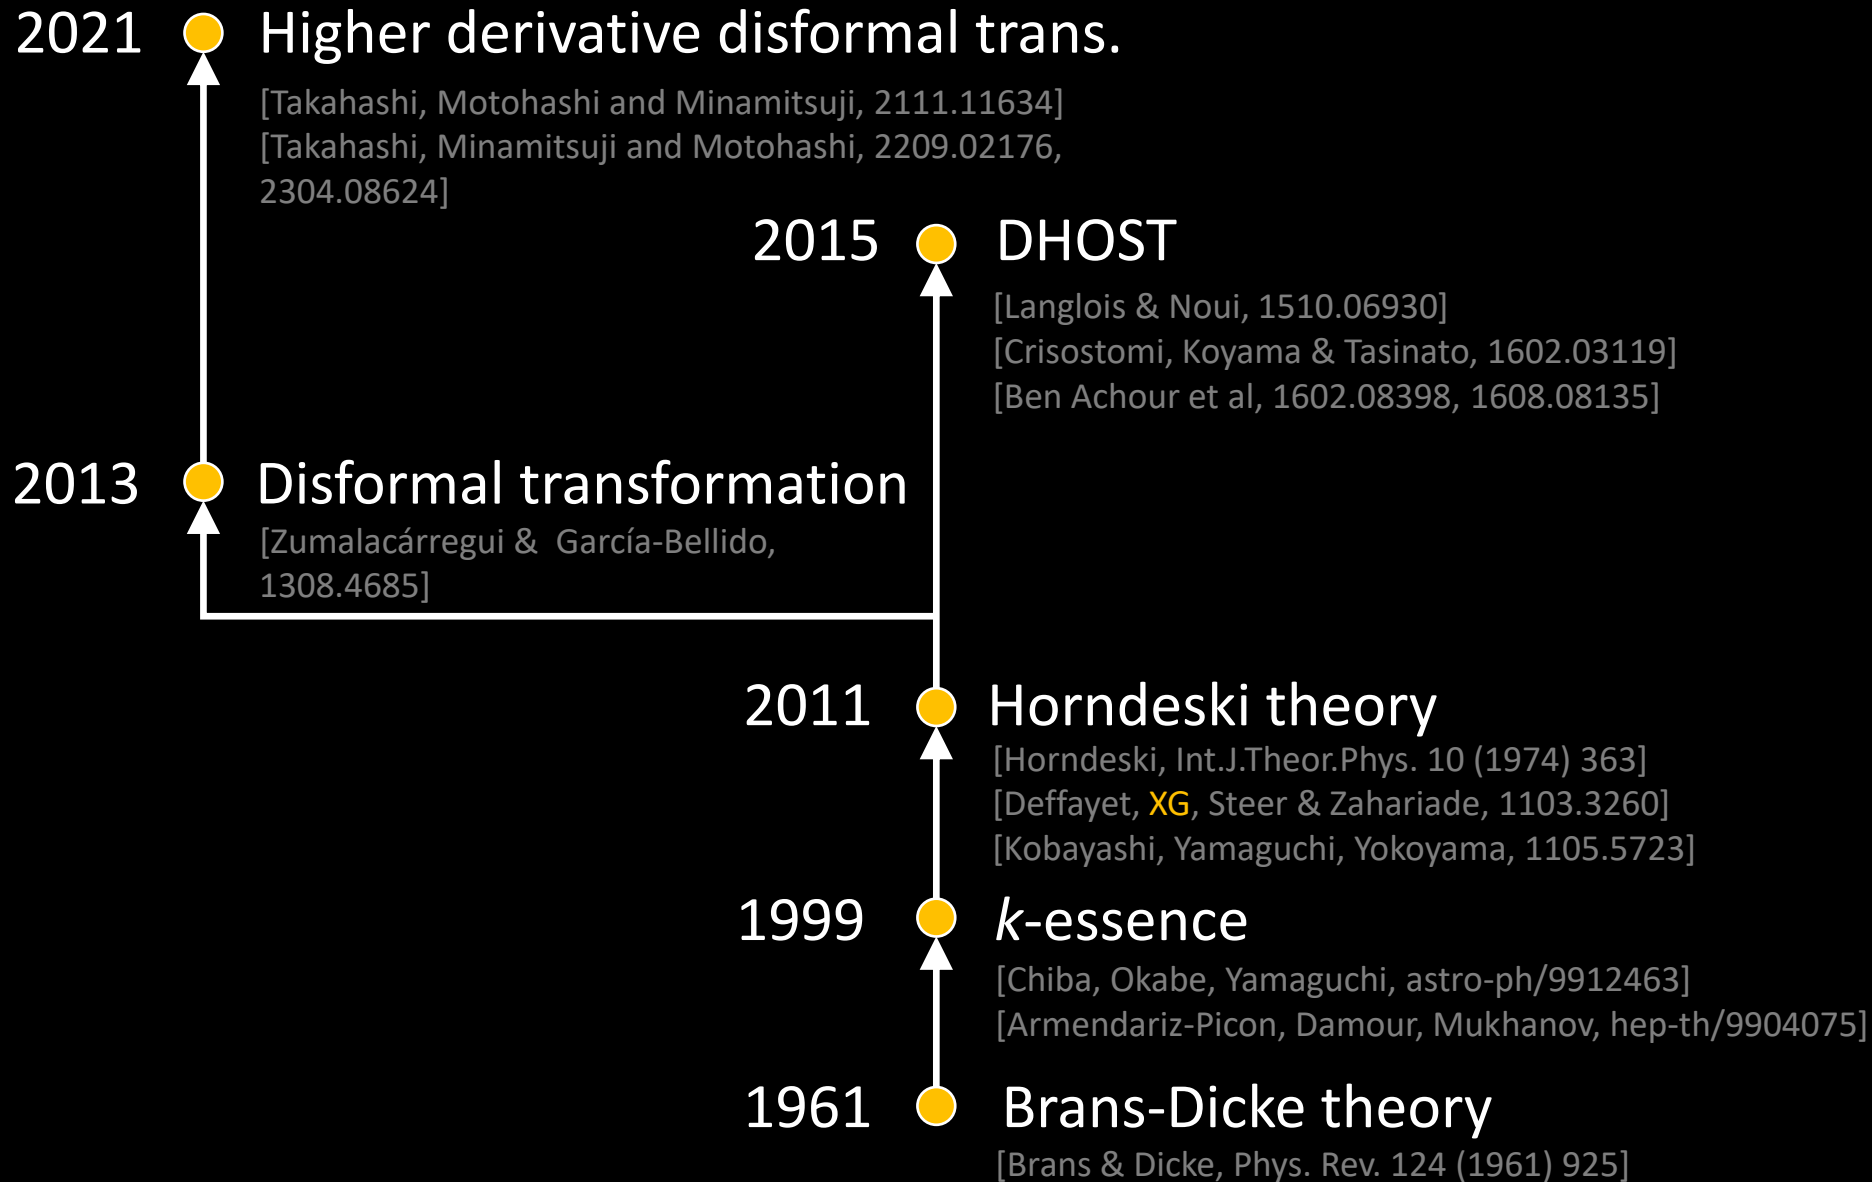 2021 Higher derivative disformal trans.
[Takahashi, Motohashi and Minamitsuji, 2111.11634]
[Takahashi, Minamitsuji and Motohashi, 2209.02176,
2304.08624]
2015 DHOST
[Langlois & Noui, 1510.06930]
[Crisostomi, Koyama & Tasinato, 1602.03119]
[Ben Achour et al, 1602.08398, 1608.08135]
2013 Disformal transformation
[Zumalacárregui & García-Bellido,
1308.4685]
2011 Horndeski theory
[Horndeski, Int.J.Theor.Phys. 10 (1974) 363]
[Deffayet, XG, Steer & Zahariade, 1103.3260]
[Kobayashi, Yamaguchi, Yokoyama, 1105.5723]
1999 k-essence
[Chiba, Okabe, Yamaguchi, astro-ph/9912463]
[Armendariz-Picon, Damour, Mukhanov, hep-th/9904075]
1961 Brans-Dicke theory
[Brans & Dicke, Phys. Rev. 124 (1961) 925]